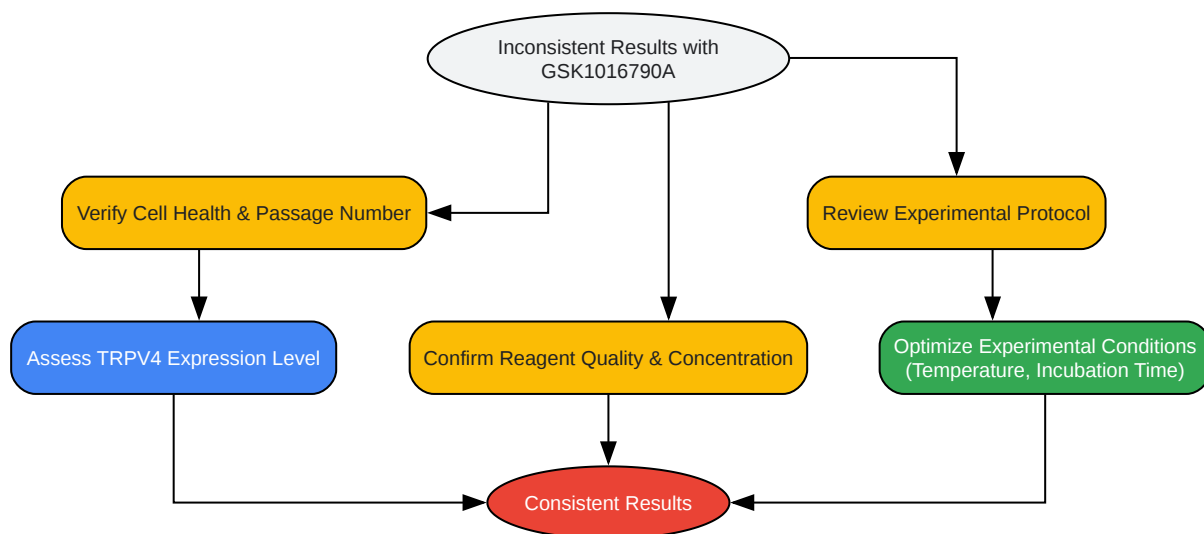 Inconsistent Results with
GSK1016790A
Verify Cell Health & Passage Number
Review Experimental Protocol
Assess TRPV4 Expression Level
Confirm Reagent Quality & Concentration
Optimize Experimental Conditions
(Temperature, Incubation Time)
Consistent Results